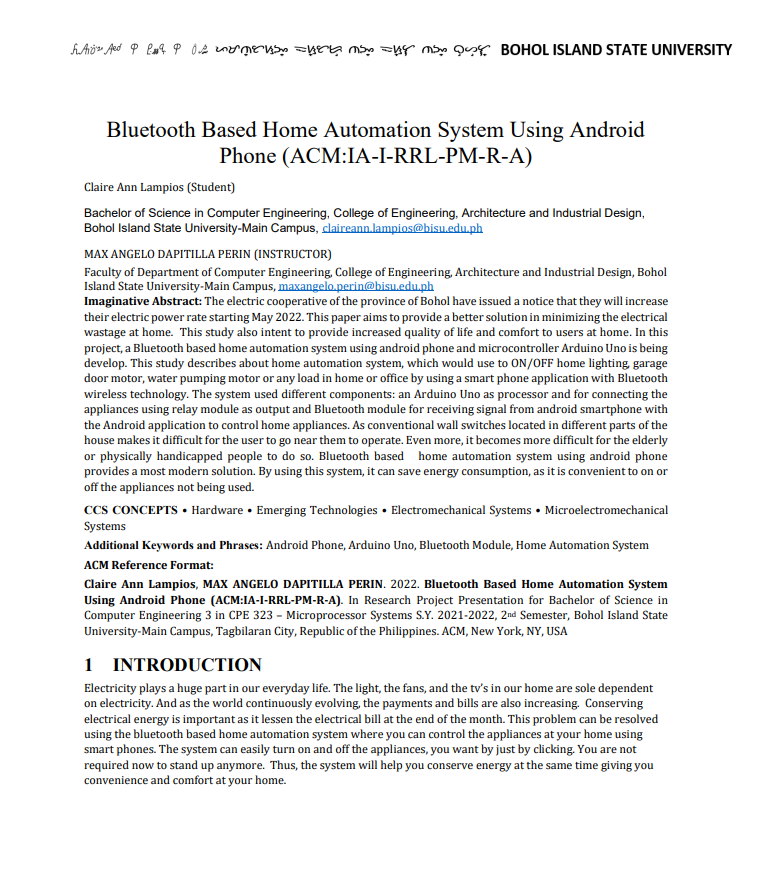 BOHOL ISLAND STATE UNIVERSITY
Bluetooth Based Home Automation System Using Android
Phone (ACM:IA-I-RRL-PM-R-A)
Claire Ann Lampios (Student)
Bachelor of Science in Computer Engineering, College of Engineering, Architecture and Industrial Design,
Bohol Island State University-Main Campus, claireann.lampios@bisu.edu.ph
MAX ANGELO DAPITILLA PERIN (INSTRUCTOR)
Faculty of Department of Computer Engineering, College of Engineering, Architecture and Industrial Design, Bohol
Island State University-Main Campus, maxangelo.perin@bisu.edu.ph
Imaginative Abstract: The electric cooperative of the province of Bohol have issued a notice that they will increase
their electric power rate starting May 2022. This paper aims to provide a better solution in minimizing the electrical
wastage at home. This study also intent to provide increased quality of life and comfort to users at home. In this
project, a Bluetooth based home automation system using android phone and microcontroller Arduino Uno is being
develop. This study describes about home automation system, which would use to ON/OFF home lighting, garage
door motor, water pumping motor or any load in home or office by using a smart phone application with Bluetooth
wireless technology. The system used different components: an Arduino Uno as processor and for connecting the
appliances using relay module as output and Bluetooth module for receiving signal from android smartphone with
the Android application to control home appliances. As conventional wall switches located in different parts of the
house makes it difficult for the user to go near them to operate. Even more, it becomes more difficult for the elderly
or physically handicapped people to do so. Bluetooth based home automation system using android phone
provides a most modern solution. By using this system, it can save energy consumption, as it is convenient to on or
off the appliances not being used.
CCS CONCEPTS • Hardware • Emerging Technologies • Electromechanical Systems • Microelectromechanical
Systems
Additional Keywords and Phrases: Android Phone, Arduino Uno, Bluetooth Module, Home Automation System
ACM Reference Format:
Claire Ann Lampios, MAX ANGELO DAPITILLA PERIN. 2022. Bluetooth Based Home Automation System
Using Android Phone (ACM:IA-I-RRL-PM-R-A). In Research Project Presentation for Bachelor of Science in
Computer Engineering 3 in CPE 323 – Microprocessor Systems S.Y. 2021-2022, 2nd Semester, Bohol Island State
University-Main Campus, Tagbilaran City, Republic of the Philippines. ACM, New York, NY, USA
1 INTRODUCTION
Electricity plays a huge part in our everyday life. The light, the fans, and the tv's in our home are sole dependent
on electricity. And as the world continuously evolving, the payments and bills are also increasing. Conserving
electrical energy is important as it lessen the electrical bill at the end of the month. This problem can be resolved
using the bluetooth based home automation system where you can control the appliances at your home using
smart phones. The system can easily turn on and off the appliances, you want by just by clicking. You are not
required now to stand up anymore. Thus, the system will help you conserve energy at the same time giving you
convenience and comfort at your home.